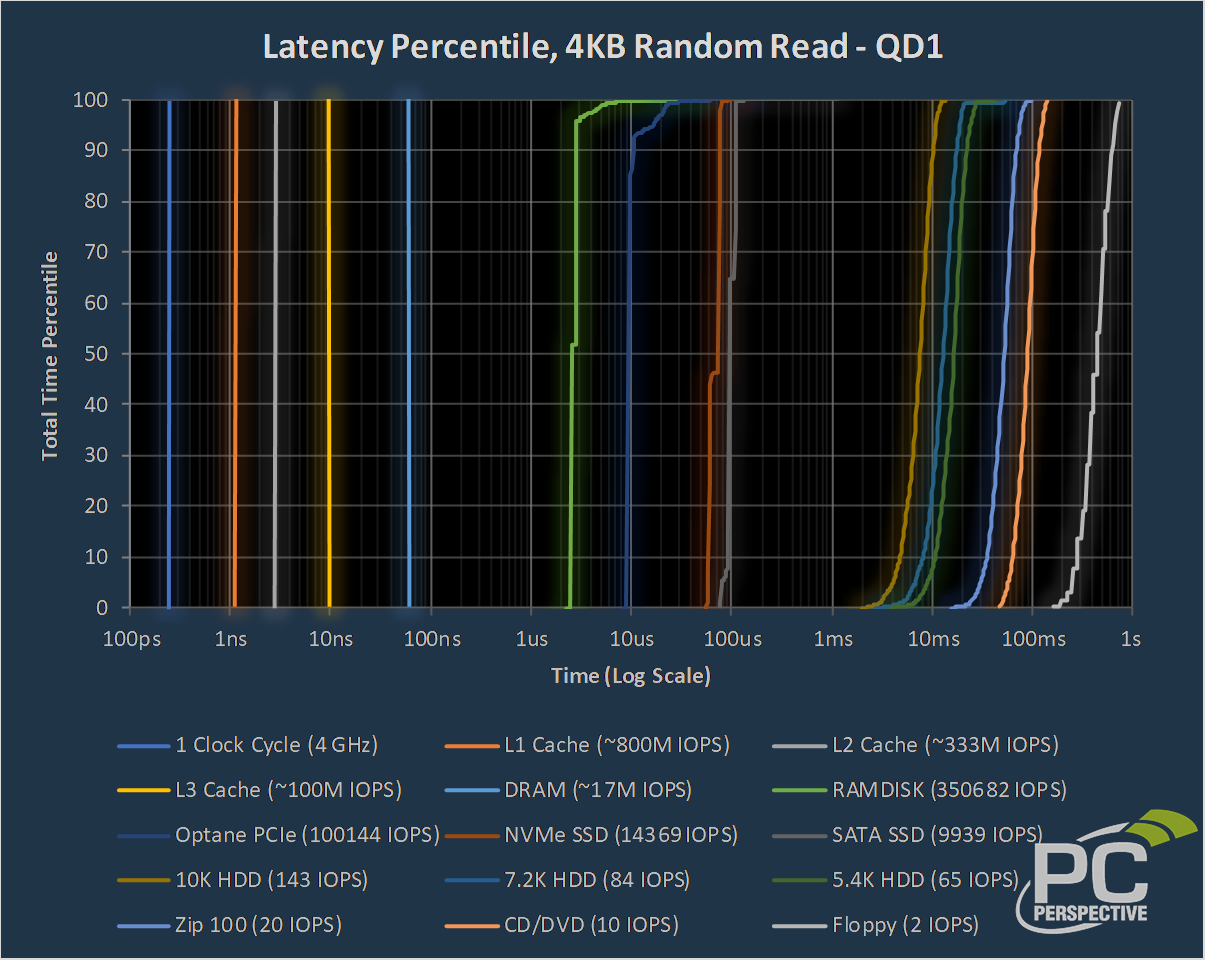 Latency Percentile, 4KB Random Read - QD1
100
90
80
70
60
50
40
30
20
10
0
Total Time Percentile
100ps 1ns 10ns 100ns 1us 10us 100us 1ms 10ms 100ms 1s
Time (Log Scale)
1 Clock Cycle (4 GHz) L1 Cache (~800M IOPS) L2 Cache (~333M IOPS)
L3 Cache (~100M IOPS) DRAM (~17M IOPS) RAMDISK (350682 IOPS)
Optane PCIe (100144 IOPS) NVMe SSD (14369 IOPS) SATA SSD (9939 IOPS)
10K HDD (143 IOPS) 7.2K HDD (84 IOPS) 5.4K HDD (65 IOPS)
Zip 100 (20 IOPS) CD/DVD (10 IOPS) Floppy (2 IOPS)
PC
PERSPECTIVE